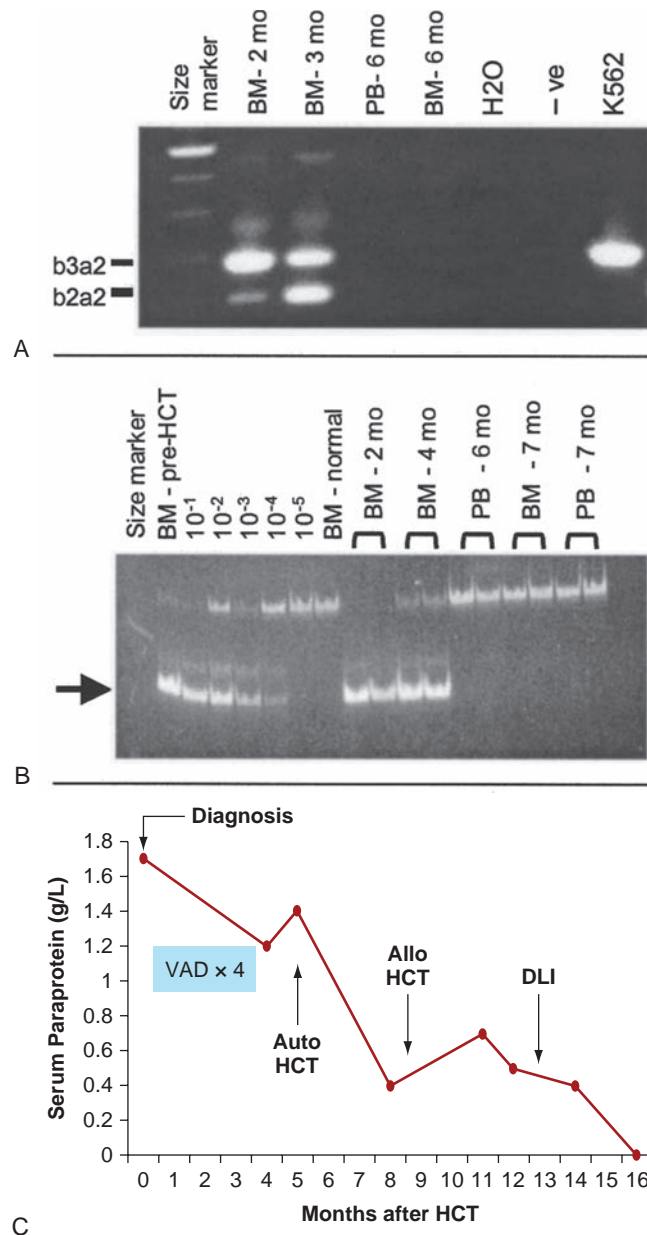 Size marker
BM- 2 mo
BM- 3 mo
PB- 6 mo
BM- 6 mo
H2O
– ve
K562
b3a2
b2a2
A
Size marker
BM - pre-HCT
10⁻¹
10⁻²
10⁻³
10⁻⁴
10⁻⁵
BM - normal
BM - 2 mo
BM - 4 mo
PB - 6 mo
BM - 7 mo
PB - 7 mo
B
Diagnosis
1.8
1.6
1.4
1.2
1
0.8
0.6
0.4
0.2
0
Serum Paraprotein (g/L)
VAD × 4
Auto
HCT
Allo
HCT
DLI
0 1 2 3 4 5 6 7 8 9 10 11 12 13 14 15 16
Months after HCT
C